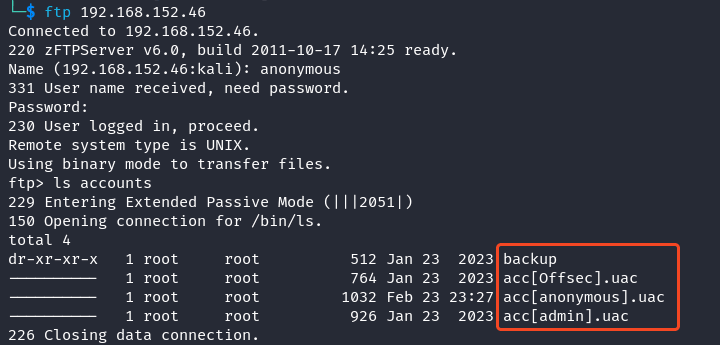 └─$ ftp 192.168.152.46
Connected to 192.168.152.46.
220 zFTPServer v6.0, build 2011-10-17 14:25 ready.
Name (192.168.152.46:kali): anonymous
331 User name received, need password.
Password:
230 User logged in, proceed.
Remote system type is UNIX.
Using binary mode to transfer files.
ftp> ls accounts
229 Entering Extended Passive Mode (|||2051|)
150 Opening connection for /bin/ls.
total 4
dr-xr-xr-x   1 root     root          512 Jan 23  2023 backup
----------   1 root     root          764 Jan 23  2023 acc[Offsec].uac
----------   1 root     root         1032 Feb 23 23:27 acc[anonymous].uac
----------   1 root     root          926 Jan 23  2023 acc[admin].uac
226 Closing data connection.